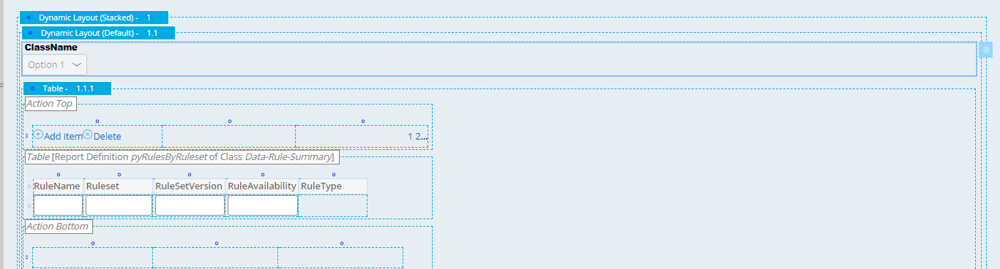 Dynamic Layout (Stacked) - 1
Dynamic Layout (Default) - 1.1
ClassName
Option 1
Table - 1.1.1
Action Top
Add item Delete 1 2...
Table [Report Definition pyRulesByRuleset of Class Data-Rule-Summary]
RuleName Ruleset RuleSetVersion RuleAvailability RuleType
Action Bottom